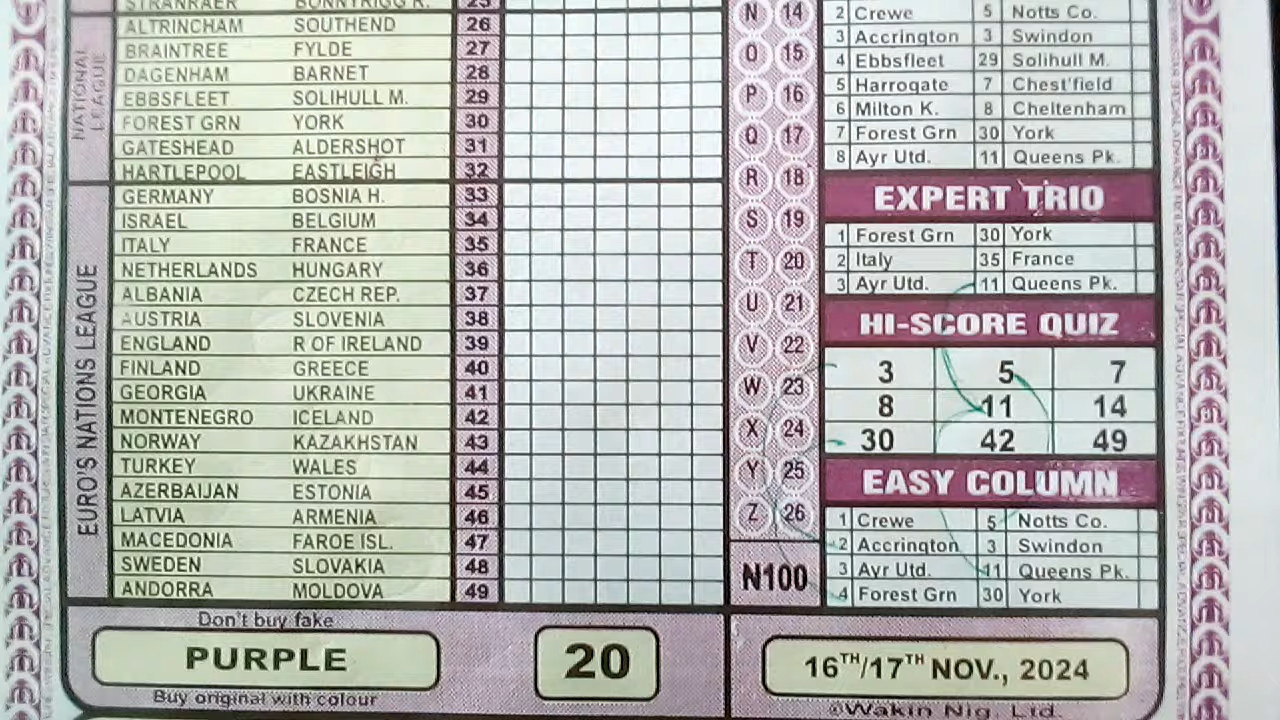 STRANRAER BONNYRIGG R. 25
NATIONAL LEAGUE
ALTRINCHAM SOUTHEND 26
BRAINTREE FYLDE 27
DAGENHAM BARNET 28
EBBSFLEET SOLIHULL M. 29
FOREST GRN YORK 30
GATESHEAD ALDERSHOT 31
HARTLEPOOL EASTLEIGH 32
EURO'S NATIONS LEAGUE
GERMANY BOSNIA H. 33
ISRAEL BELGIUM 34
ITALY FRANCE 35
NETHERLANDS HUNGARY 36
ALBANIA CZECH REP. 37
AUSTRIA SLOVENIA 38
ENGLAND R OF IRELAND 39
FINLAND GREECE 40
GEORGIA UKRAINE 41
MONTENEGRO ICELAND 42
NORWAY KAZAKHSTAN 43
TURKEY WALES 44
AZERBAIJAN ESTONIA 45
LATVIA ARMENIA 46
MACEDONIA FAROE ISL. 47
SWEDEN SLOVAKIA 48
ANDORRA MOLDOVA 49
N 14
O 15
P 16
Q 17
R 18
S 19
T 20
U 21
V 22
W 23
X 24
Y 25
Z 26
N100
2 Crewe 5 Notts Co.
3 Accrington 3 Swindon
4 Ebbsfleet 29 Solihull M.
5 Harrogate 7 Chest'field
6 Milton K. 8 Cheltenham
7 Forest Grn 30 York
8 Ayr Utd. 11 Queens Pk.
EXPERT TRIO
1 Forest Grn 30 York
2 Italy 35 France
3 Ayr Utd. 11 Queens Pk.
HI-SCORE QUIZ
3 5 7
8 11 14
30 42 49
EASY COLUMN
1 Crewe 5 Notts Co.
2 Accrington 3 Swindon
3 Ayr Utd. 11 Queens Pk.
4 Forest Grn 30 York
Don't buy fake
PURPLE
Buy original with colour
20
16TH/17TH NOV., 2024
©Wakin Nig. Ltd.